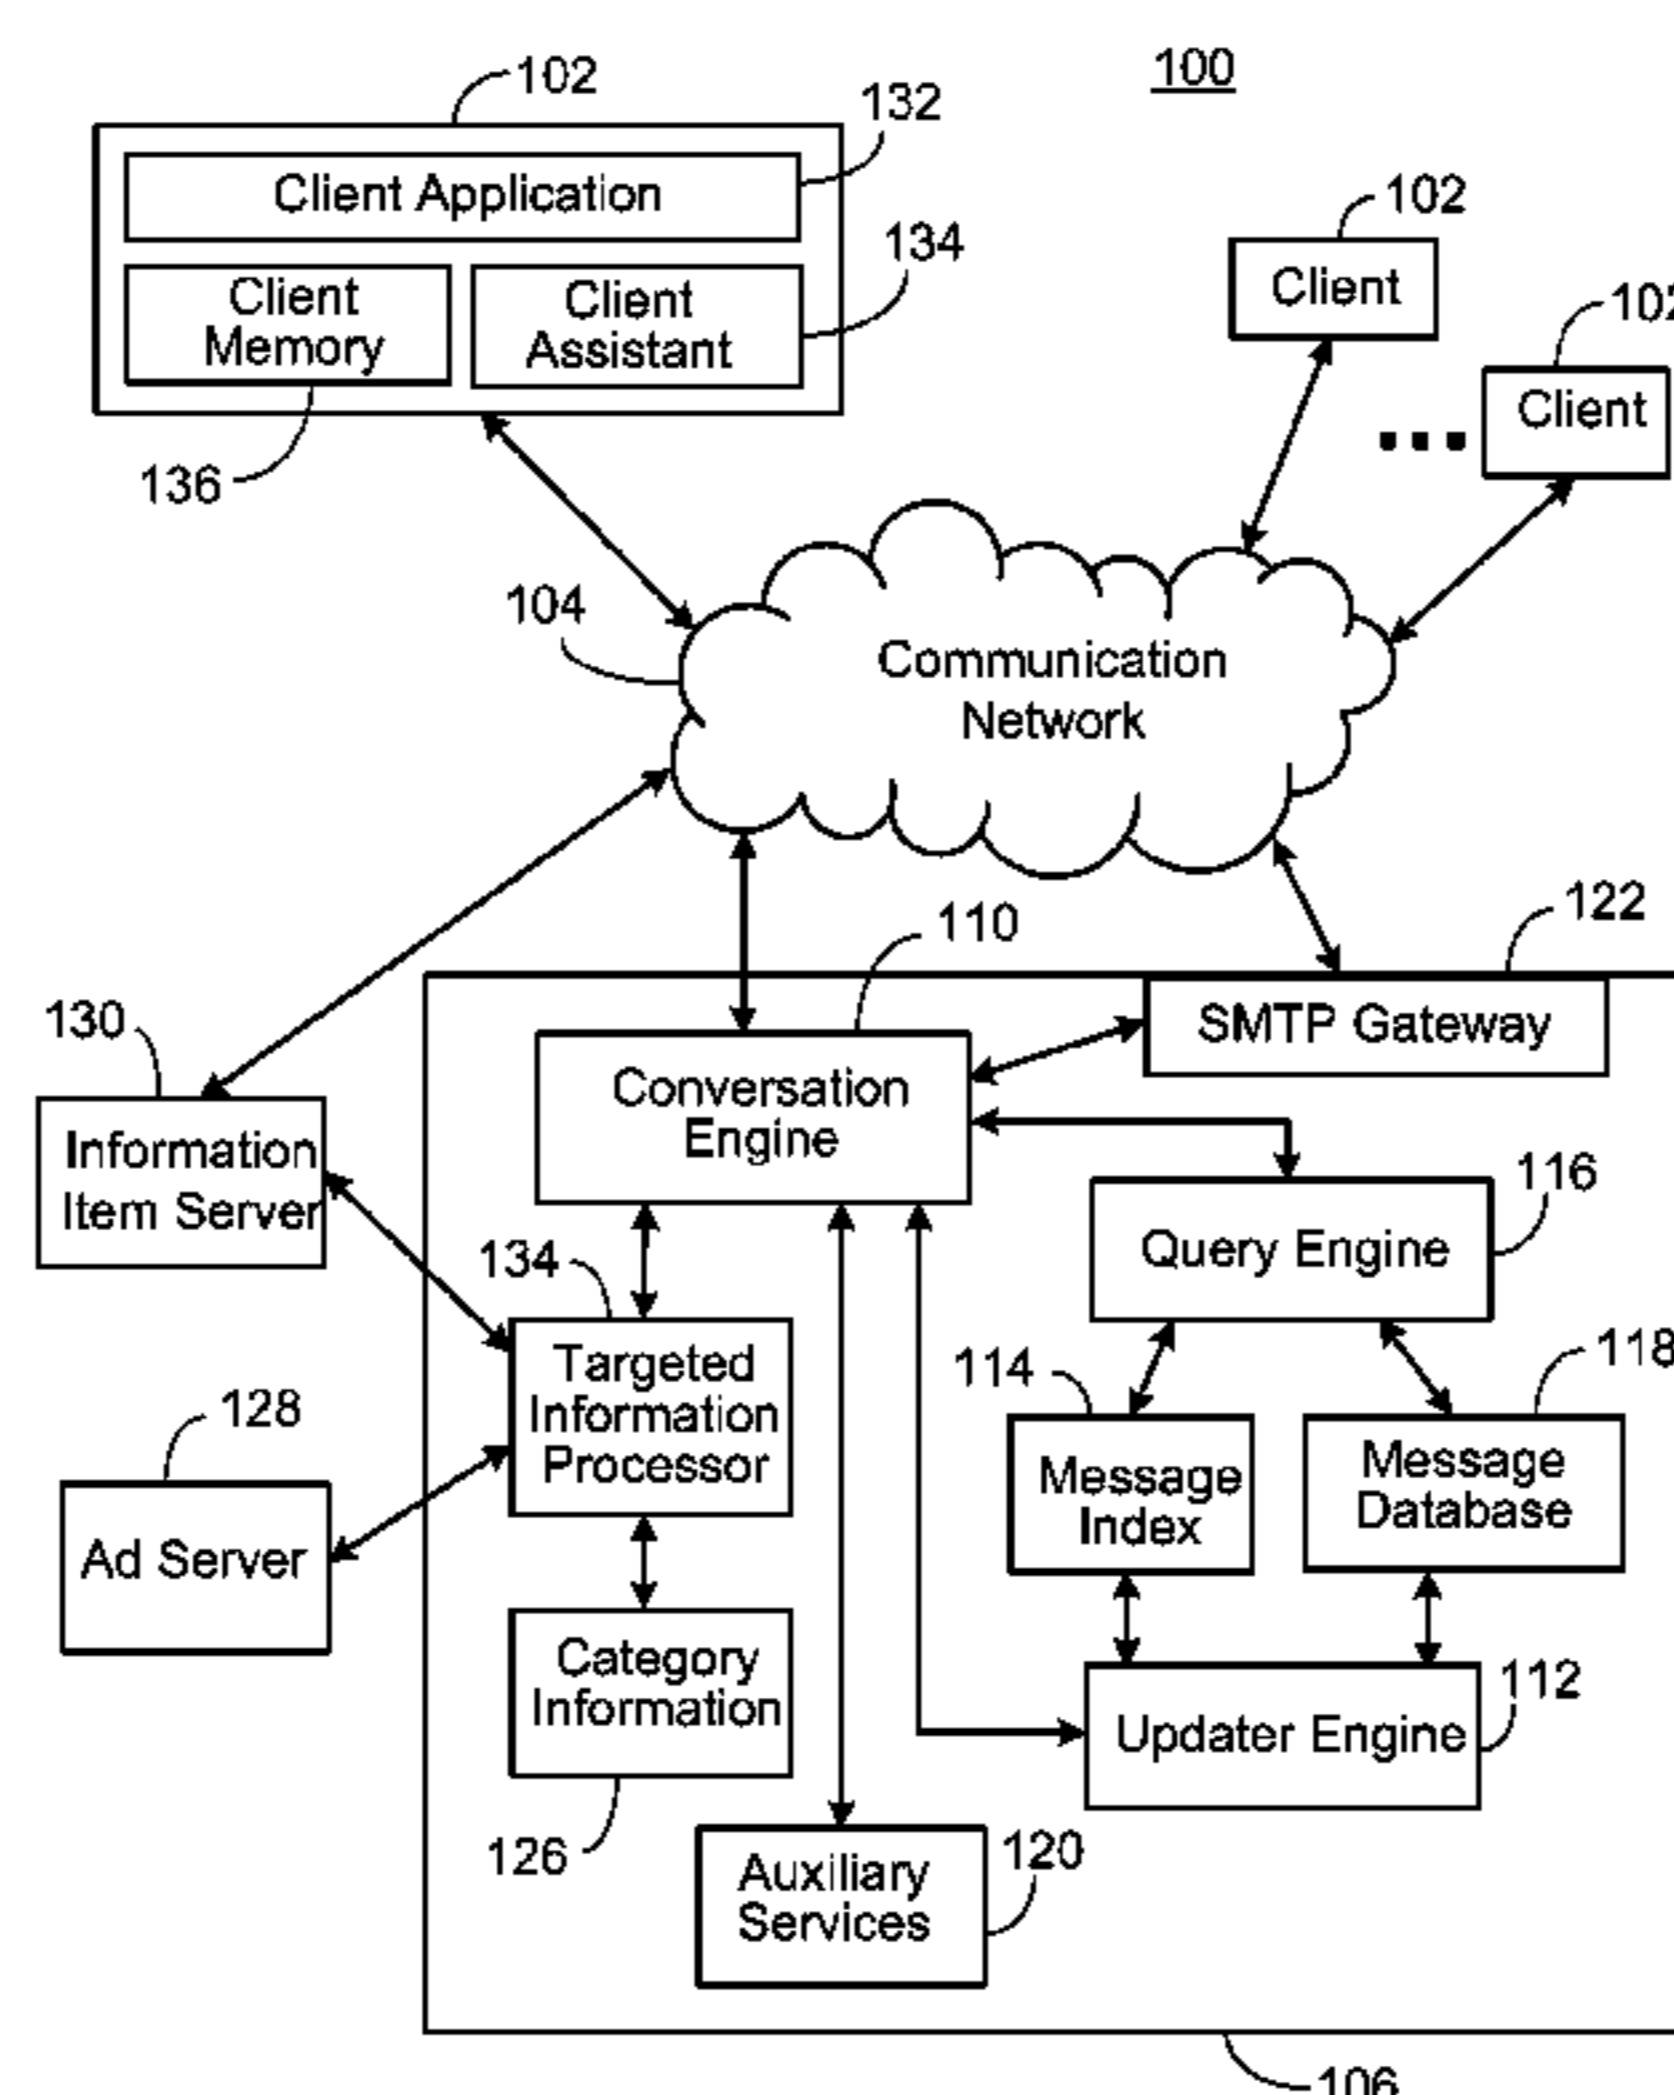 100
102
132
Client Application
134
Client
Memory
Client
Assistant
136
102
Client
102
Client
104
Communication
Network
122
110
SMTP Gateway
130
Conversation
Engine
Information
Item Server
116
Query Engine
134
Targeted
Information
Processor
114
118
128
Message
Index
Message
Database
Ad Server
Category
Information
112
Updater Engine
126
120
Auxiliary
Services
106